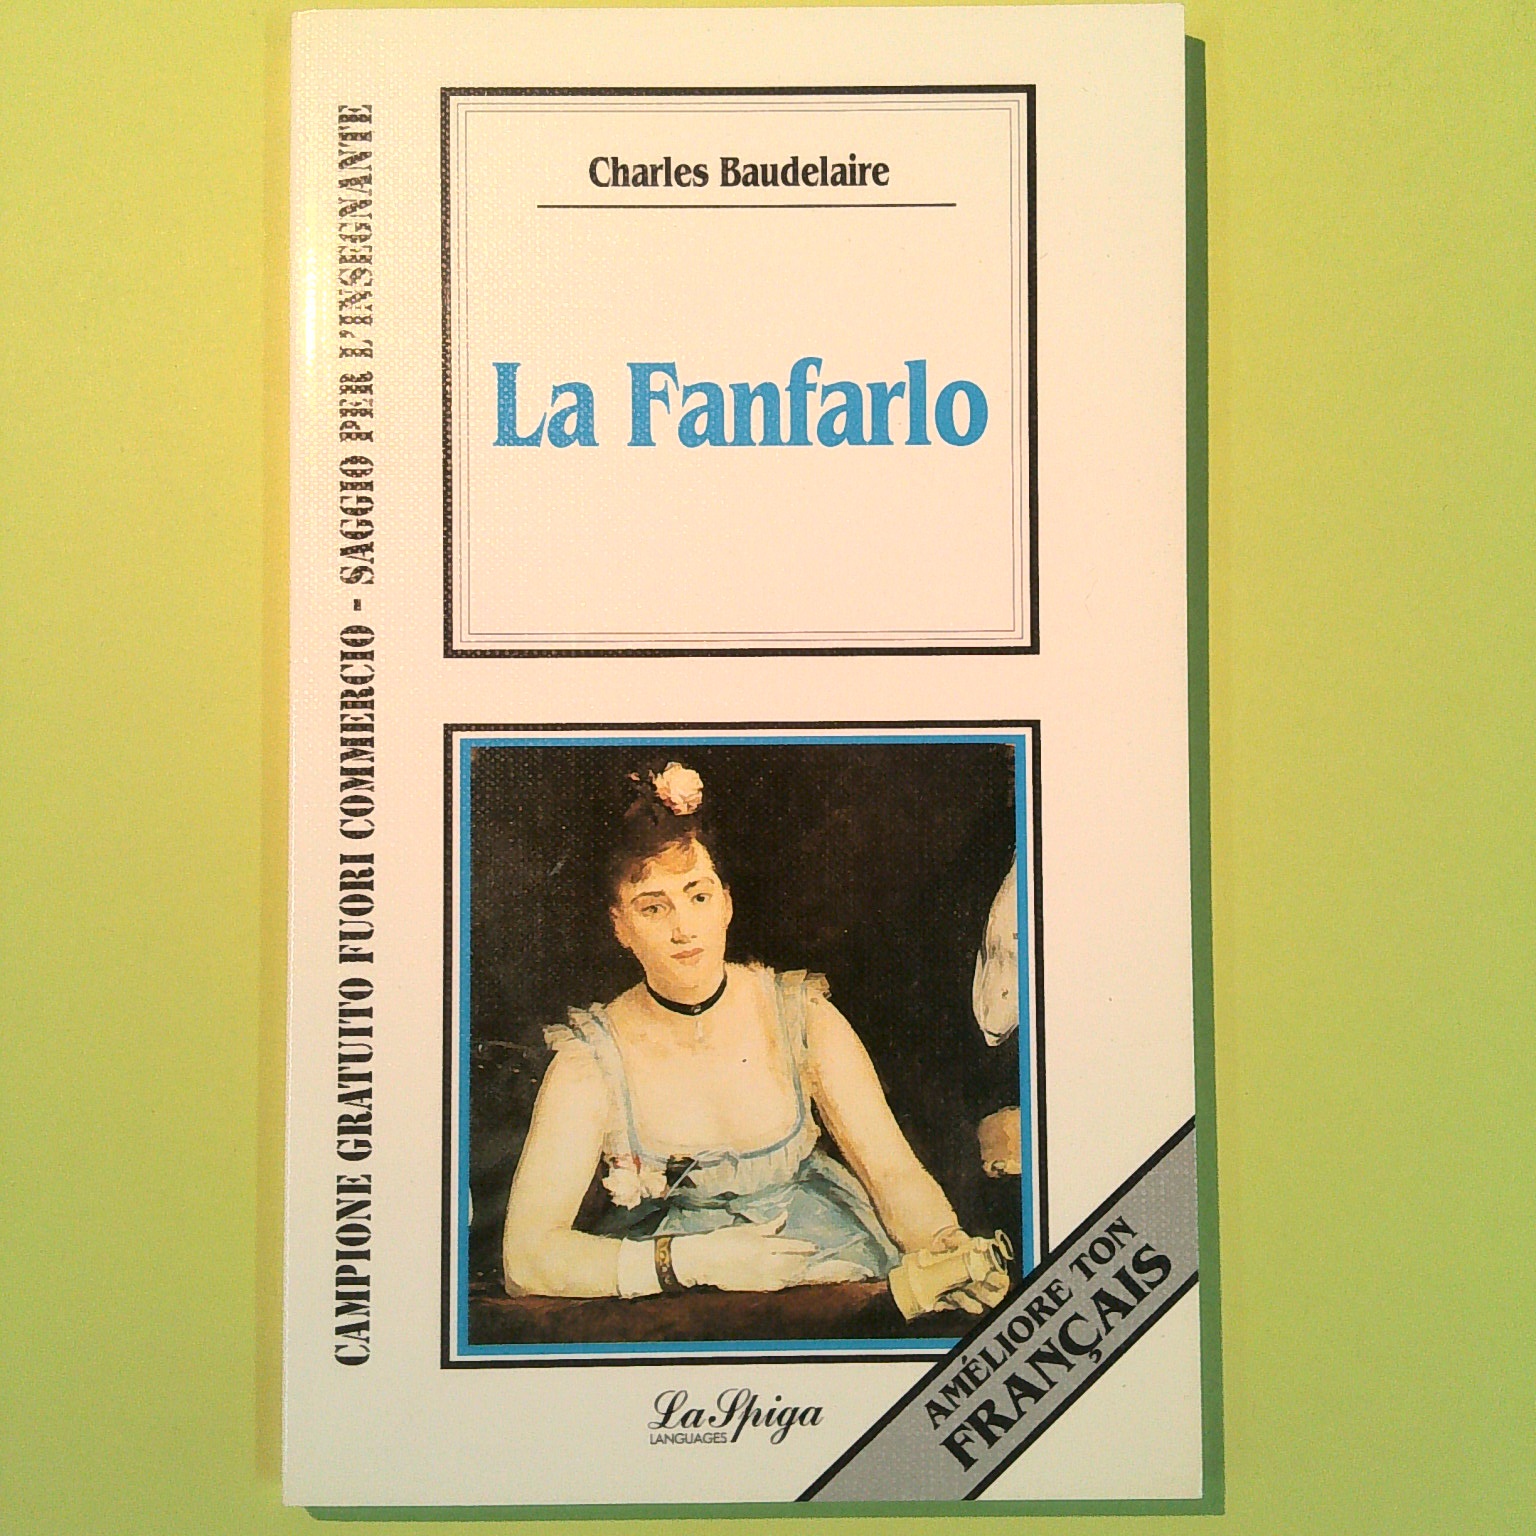 Charles Baudelaire
La Fanfarlo
CAMPIONE GRATUITO FUORI COMMERCIO - SAGGIO PER L'INSEGNANTE
AMÉLIORE TON
FRANÇAIS
La Spiga
LANGUAGES